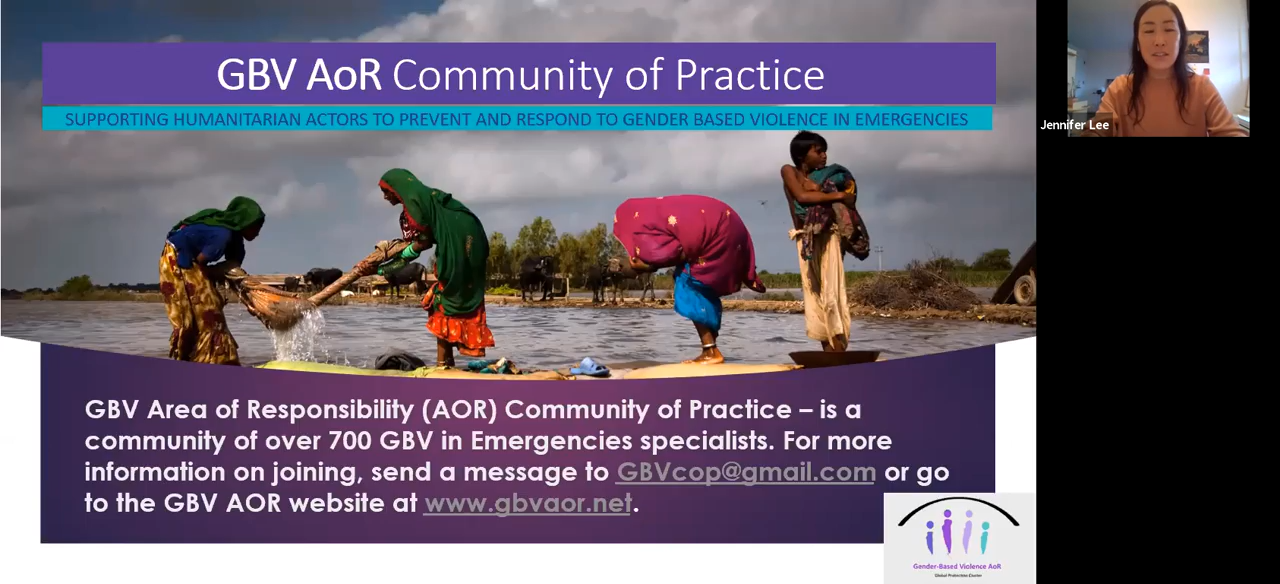 GBV AoR Community of Practice
SUPPORTING HUMANITARIAN ACTORS TO PREVENT AND RESPOND TO GENDER BASED VIOLENCE IN EMERGENCIES
Jennifer Lee
GBV Area of Responsibility (AOR) Community of Practice – is a
community of over 700 GBV in Emergencies specialists. For more
information on joining, send a message to GBVcop@gmail.com or go
to the GBV AOR website at www.gbvaor.net.
Gender-Based Violence AoR
Global Protection Cluster